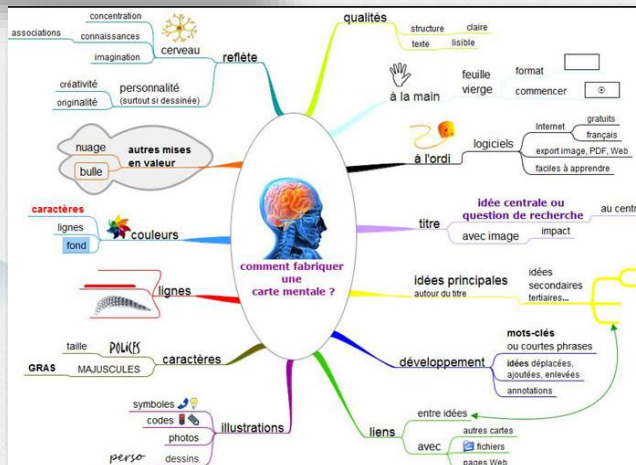 comment fabriquer
une
carte mentale ?
qualités
structure claire
texte lisible
à la main
feuille
vierge
format
commencer
à l'ordi
logiciels
Internet
gratuits
français
export image, PDF, Web
faciles à apprendre
titre
idée centrale ou
question de recherche
au centr
avec image
impact
idées principales
autour du titre
idées
secondaires
tertiaires...
développement
mots-clés
ou courtes phrases
idées déplacées,
ajoutées, enlevées
annotations
liens
entre idées
avec
autres cartes
fichiers
pages Web
illustrations
symboles
codes
photos
perso dessins
caractères
taille POLICES
GRAS MAJUSCULES
lignes
couleurs
caractères
lignes
fond
autres mises
en valeur
nuage
bulle
reflète
cerveau
concentration
associations connaissances
imagination
personnalité
(surtout si dessinée)
créativité
originalité